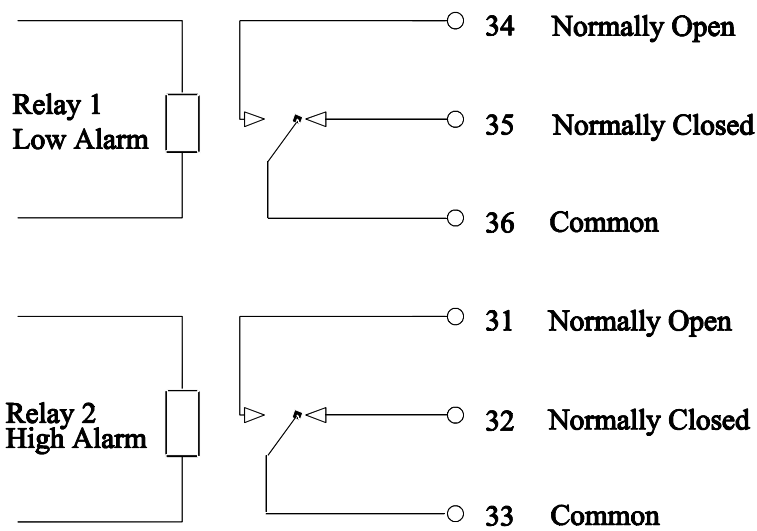 34 Normally Open
Relay 1
Low Alarm
35 Normally Closed
36 Common
31 Normally Open
Relay 2
High Alarm
32 Normally Closed
33 Common